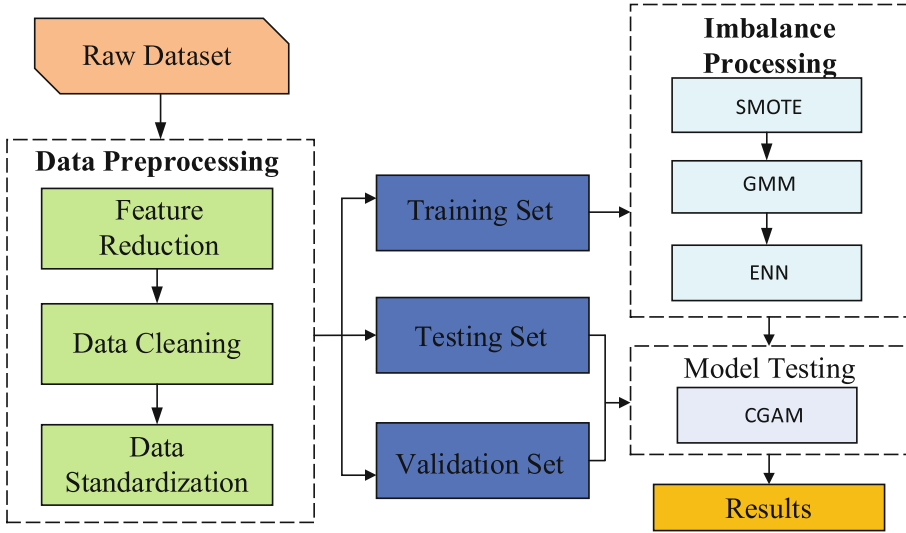 Raw Dataset
Data Preprocessing
Feature
Reduction
Data Cleaning
Data
Standardization
Training Set
Testing Set
Validation Set
Imbalance
Processing
SMOTE
GMM
ENN
Model Testing
CGAM
Results